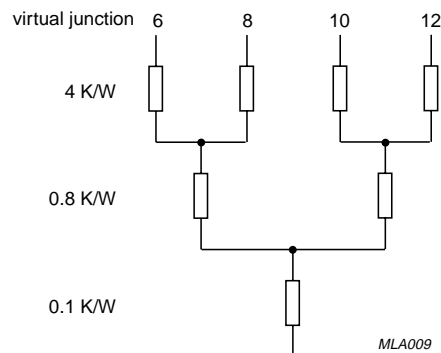 virtual junction 6 8 10 12
4 K/W
0.8 K/W
0.1 K/W
MLA009